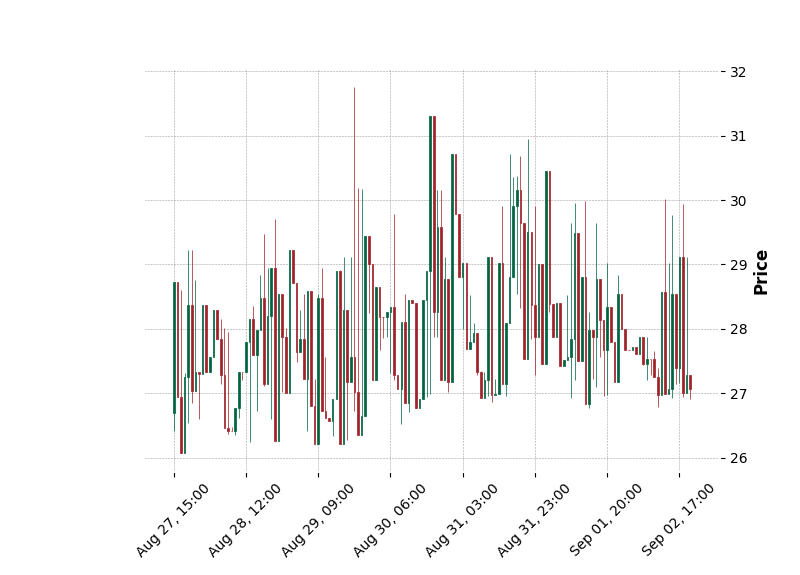 32
31
30
29
28
27
26
Price
Aug 27, 15:00
Aug 28, 12:00
Aug 29, 09:00
Aug 30, 06:00
Aug 31, 03:00
Aug 31, 23:00
Sep 01, 20:00
Sep 02, 17:00